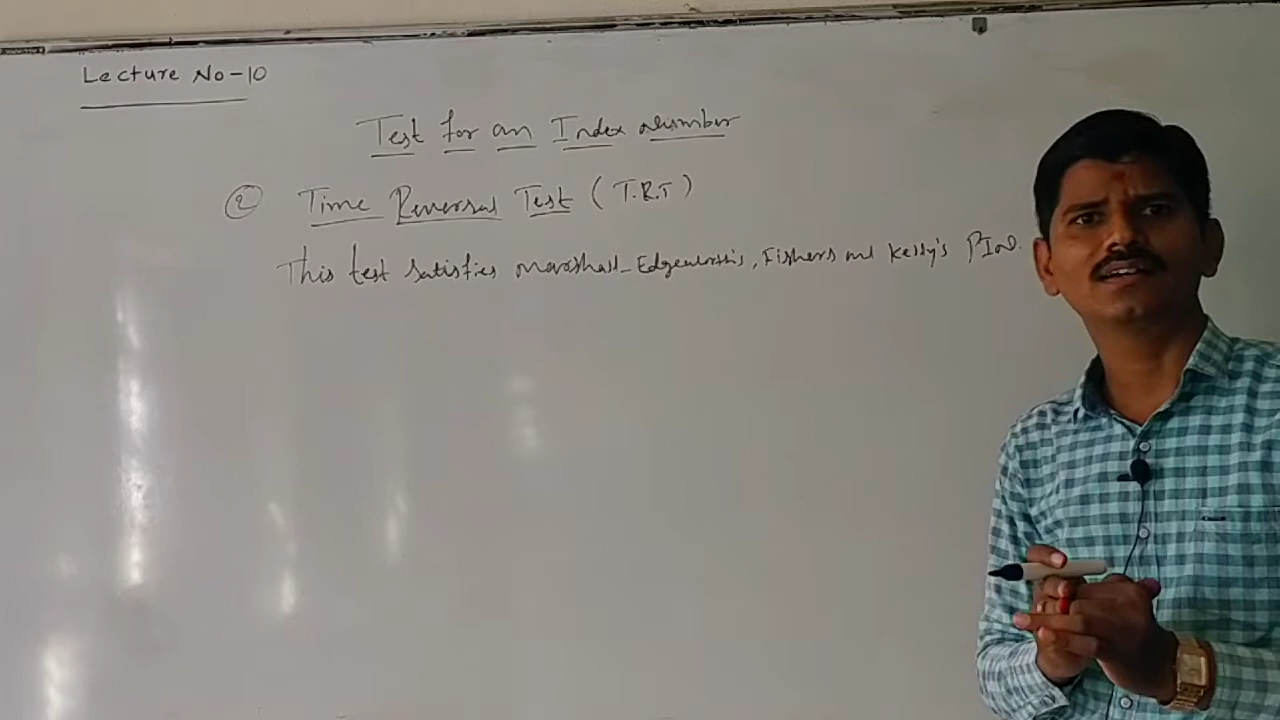 Lecture No-10
Test for an Index Number
② Time Reversal Test (T.R.T)
This test satisfies Marshall-Edgeworth's, Fishers and Kelly's